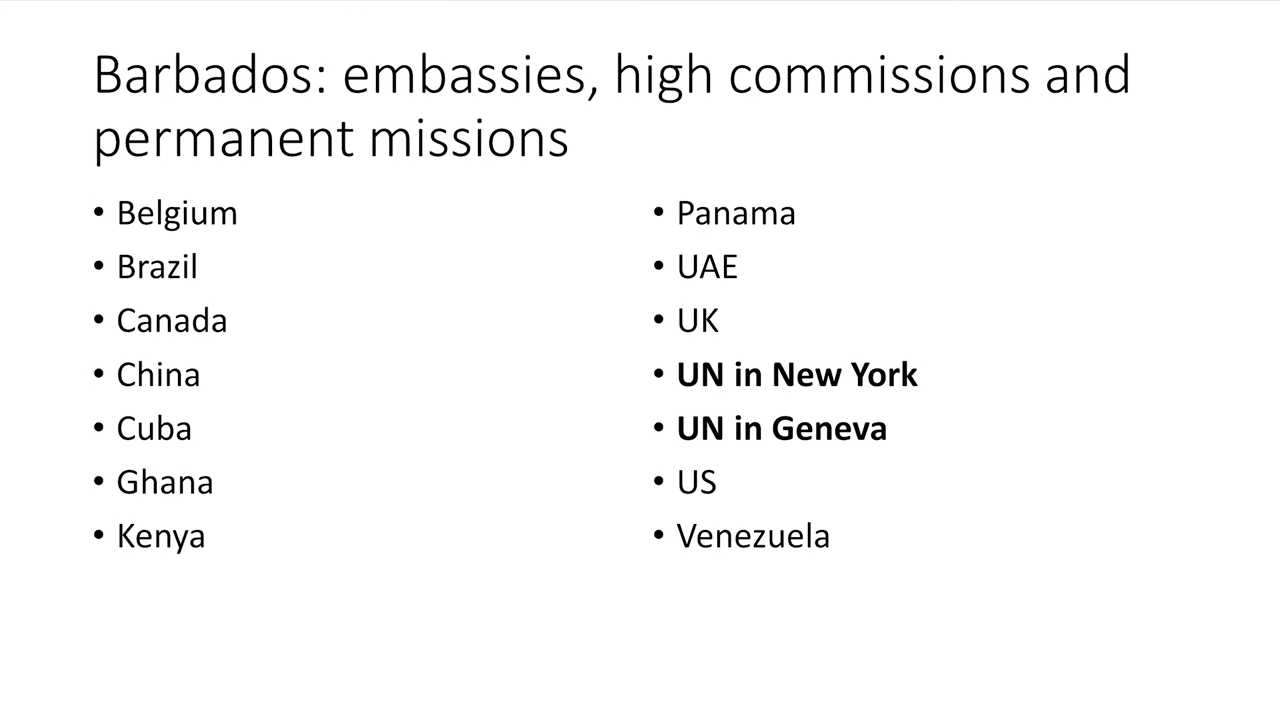 Barbados: embassies, high commissions and
permanent missions
• Belgium
• Brazil
• Canada
• China
• Cuba
• Ghana
• Kenya
• Panama
• UAE
• UK
• UN in New York
• UN in Geneva
• US
• Venezuela